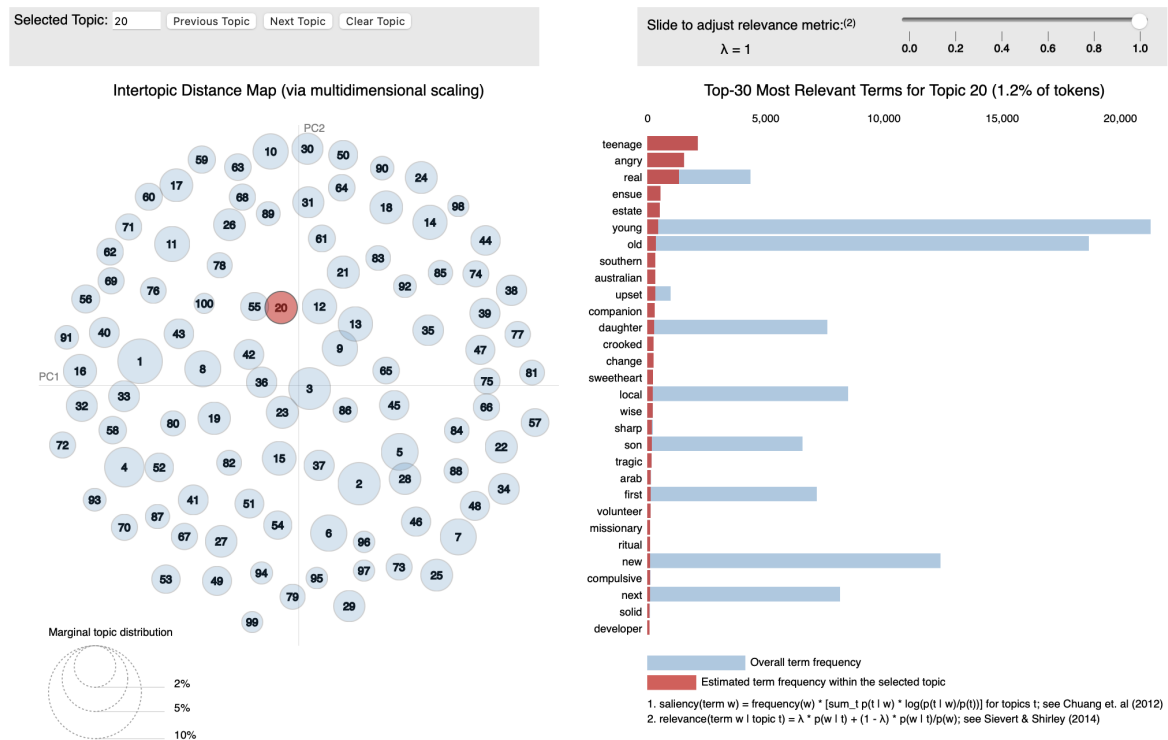 Selected Topic: 20 Previous Topic Next Topic Clear Topic
Slide to adjust relevance metric:(2)
λ = 1
0.0 0.2 0.4 0.6 0.8 1.0
Intertopic Distance Map (via multidimensional scaling)
PC2
PC1
10 30 50
59 63 90 24
17 64
60 68 31 18 98
89 14
71 26 61 44
11
62 83
78 21 85 74
69 92
56 76 38
100 55 20 12 39
13 35
91 40 43 77
1 42 9 47
16 8 65 81
36 3 75
32 33 23 86 45 66
58 80 19 57
72 84 22
4 52 82 15 37 5
2 28 88 34
93 41 51 48
70 87 54 46
67 27 6 96 7
53 49 94 95 97 73 25
79 29
99
Marginal topic distribution
2%
5%
10%
Top-30 Most Relevant Terms for Topic 20 (1.2% of tokens)
0 5,000 10,000 15,000 20,000
teenage
angry
real
ensue
estate
young
old
southern
australian
upset
companion
daughter
crooked
change
sweetheart
local
wise
sharp
son
tragic
arab
first
volunteer
missionary
ritual
new
compulsive
next
solid
developer
Overall term frequency
Estimated term frequency within the selected topic
1. saliency(term w) = frequency(w) * [sum_t p(t | w) * log(p(t | w)/p(t))] for topics t; see Chuang et. al (2012)
2. relevance(term w | topic t) = λ * p(w | t) + (1 - λ) * p(w | t)/p(w); see Sievert & Shirley (2014)